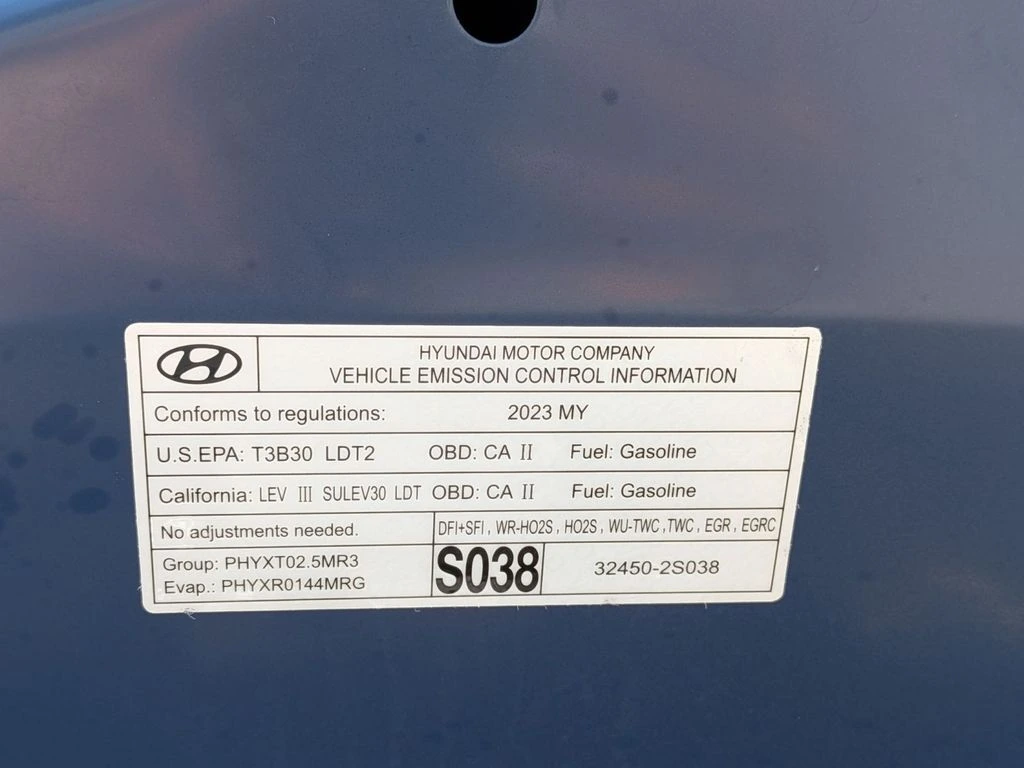 HYUNDAI MOTOR COMPANY
VEHICLE EMISSION CONTROL INFORMATION
Conforms to regulations: 2023 MY
U.S.EPA: T3B30 LDT2 OBD: CA II Fuel: Gasoline
California: LEV III SULEV30 LDT OBD: CA II Fuel: Gasoline
No adjustments needed. DFI+SFI, WR-HO2S, HO2S, WU-TWC, TWC, EGR, EGRC
Group: PHYXT02.5MR3
Evap.: PHYXR0144MRG
S038
32450-2S038